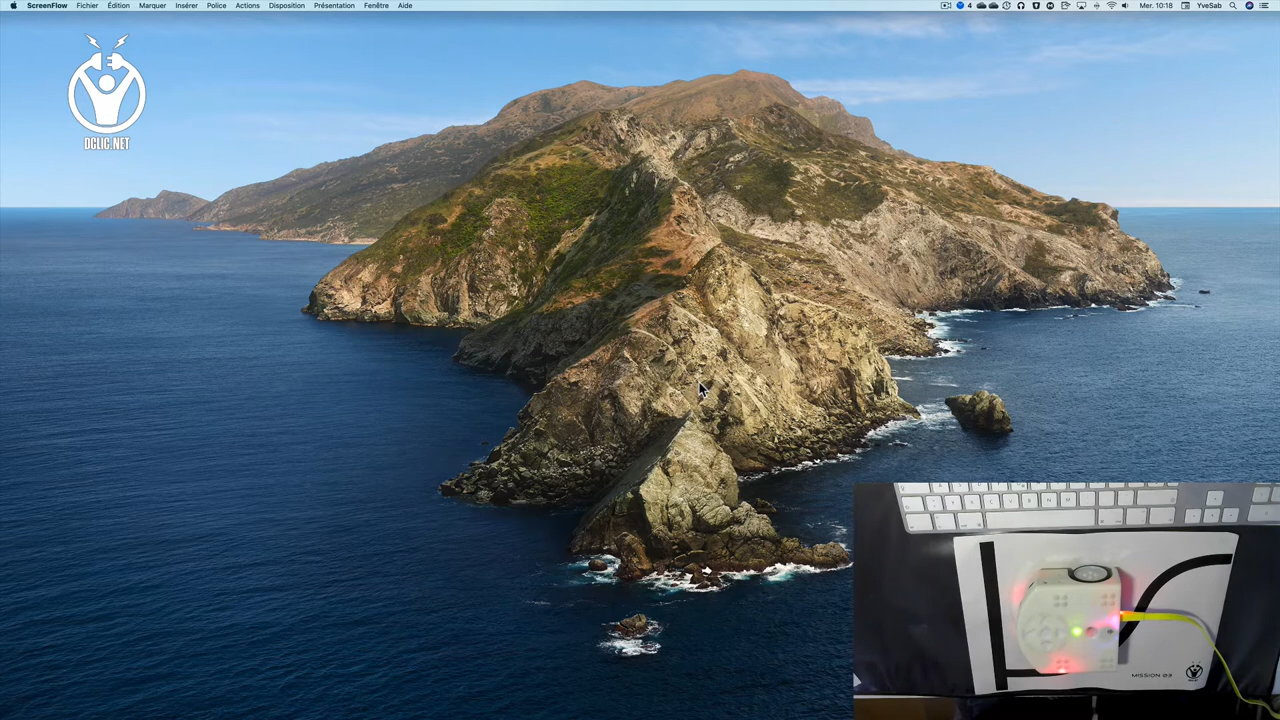 ScreenFlow Fichier Édition Marquer Insérer Police Actions Disposition Présentation Fenêtre Aide
4 Mer. 10:18 YveSab
DCLIC.NET
MISSION 03